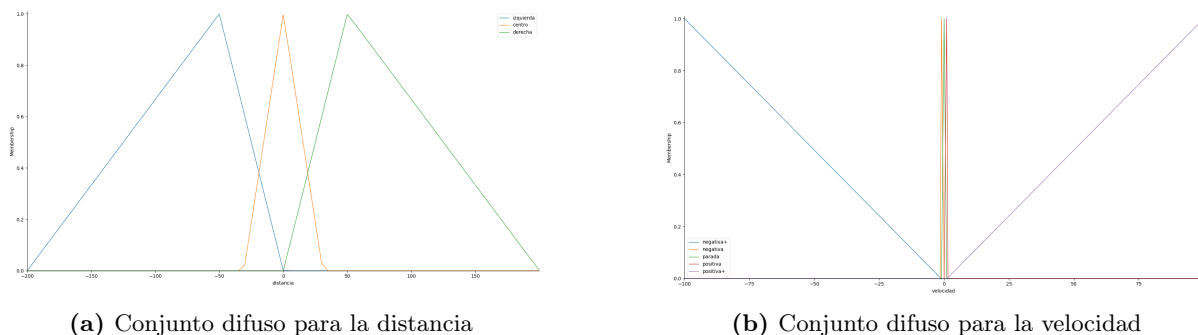 1.0
0.8
0.6
0.4
0.2
0.0
Membership
−200
−150
−100
−50
0
50
100
150
distancia
izquierda
centro
derecha
(a) Conjunto difuso para la distancia
1.0
0.8
0.6
0.4
0.2
0.0
Membership
−100
−75
−50
−25
0
25
50
75
velocidad
negativa+
negativa
parada
positiva
positiva+
(b) Conjunto difuso para la velocidad